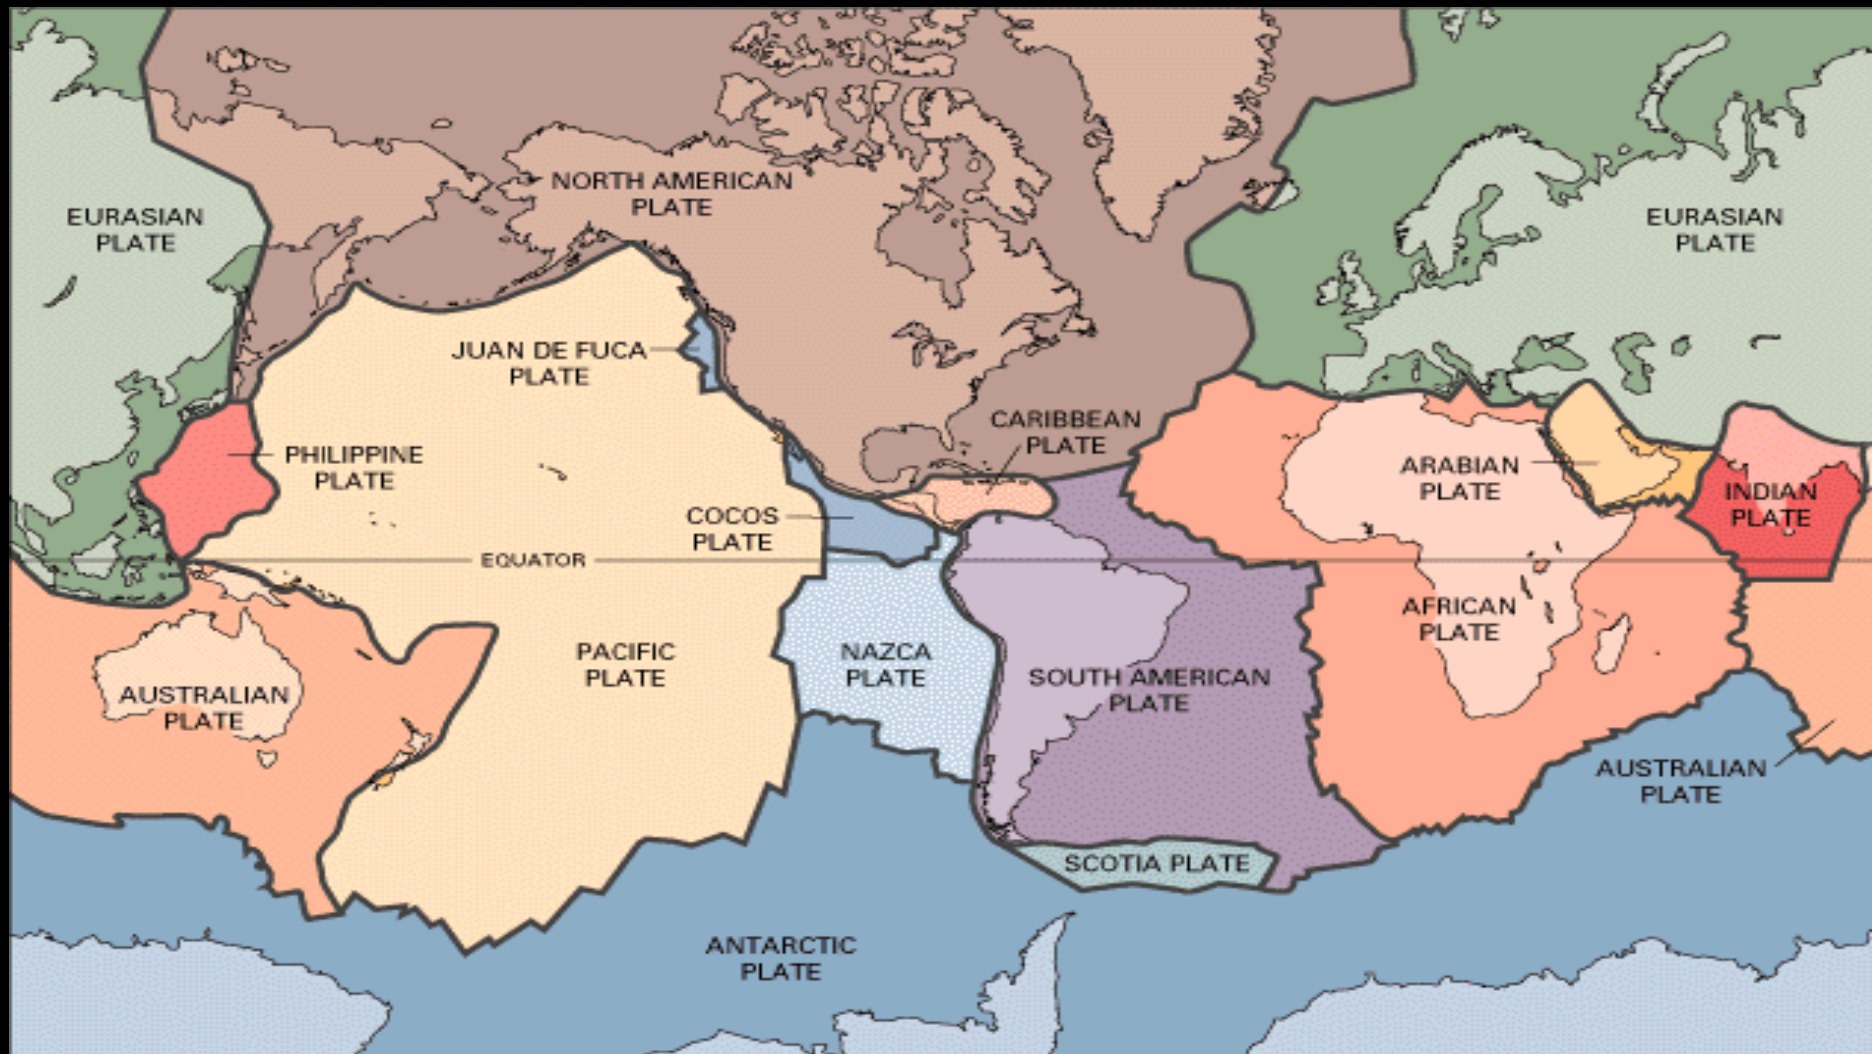 NORTH AMERICAN
PLATE
EURASIAN
PLATE
EURASIAN
PLATE
JUAN DE FUCA
PLATE
CARIBBEAN
PLATE
PHILIPPINE
PLATE
ARABIAN
PLATE
INDIAN
PLATE
COCOS
PLATE
EQUATOR
AFRICAN
PLATE
PACIFIC
PLATE
NAZCA
PLATE
SOUTH AMERICAN
PLATE
AUSTRALIAN
PLATE
AUSTRALIAN
PLATE
SCOTIA PLATE
ANTARCTIC
PLATE